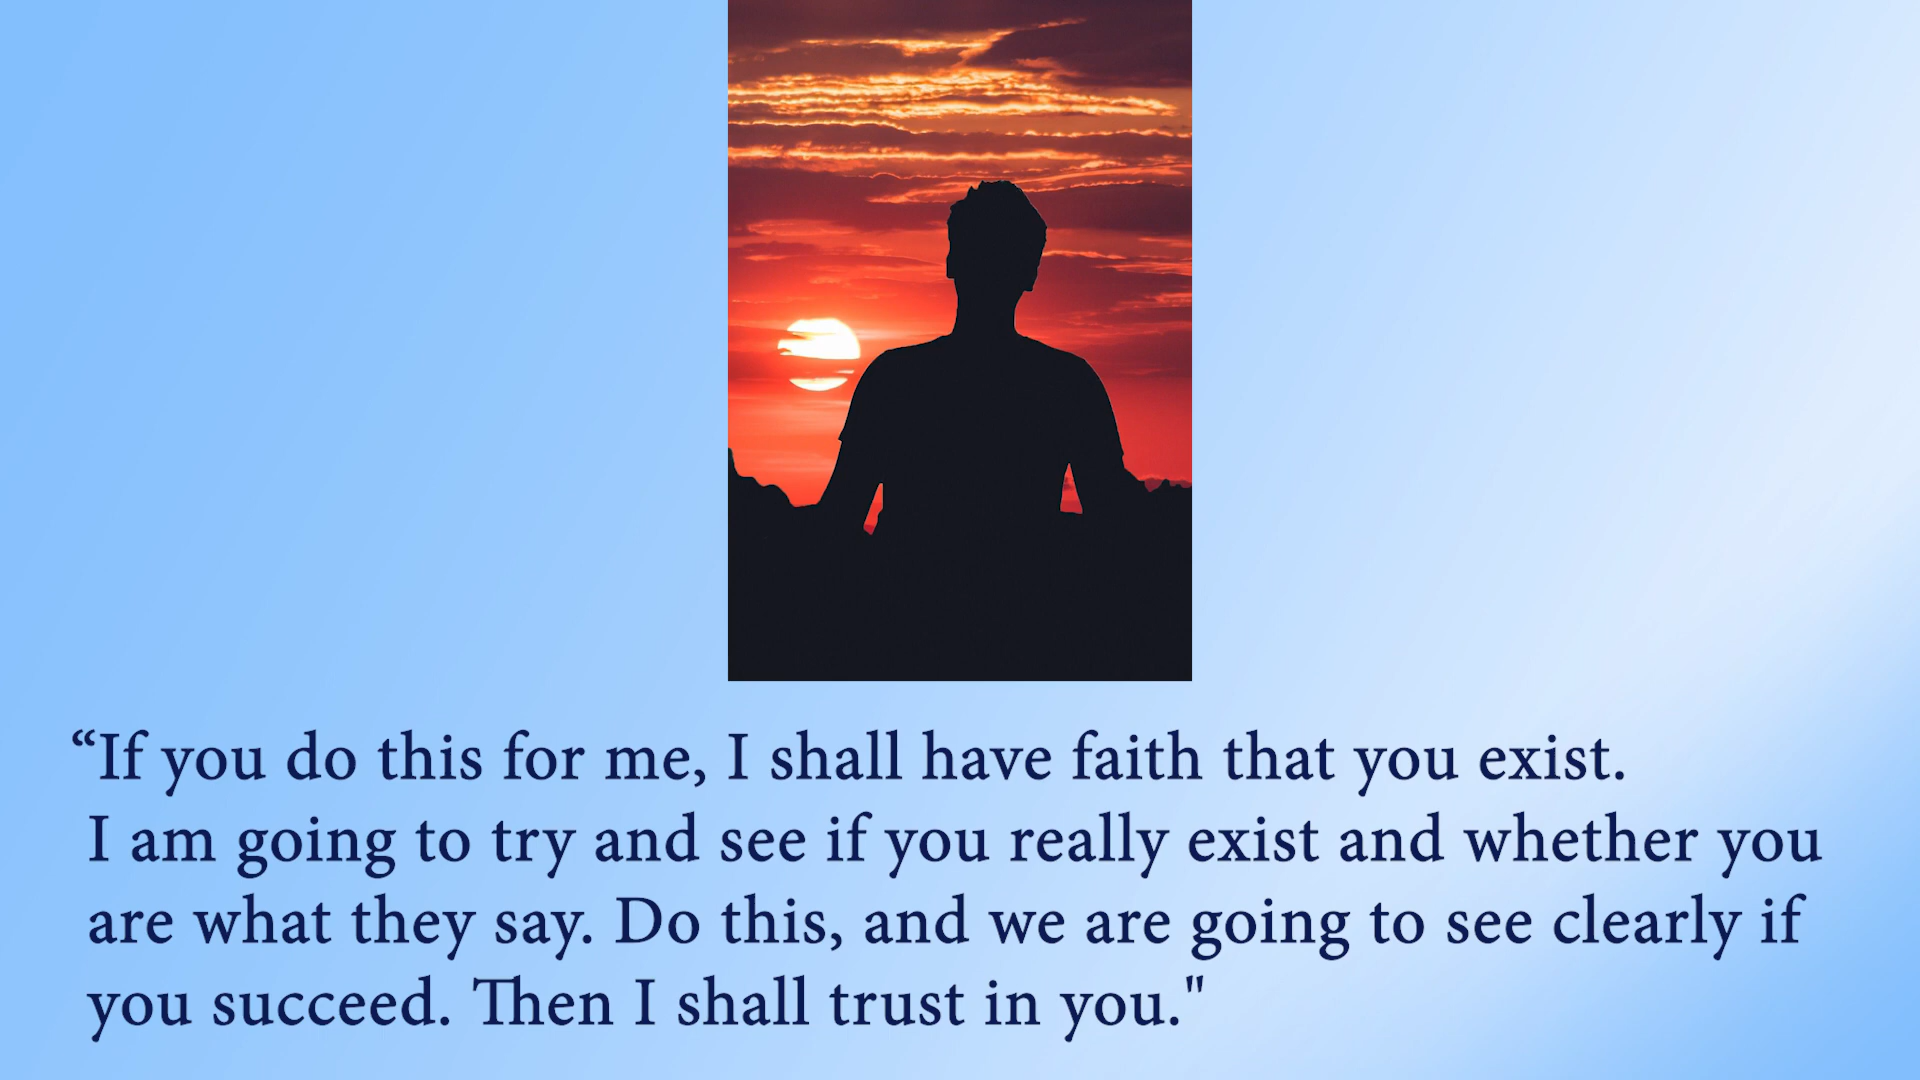 “If you do this for me, I shall have faith that you exist.
I am going to try and see if you really exist and whether you
are what they say. Do this, and we are going to see clearly if
you succeed. Then I shall trust in you."